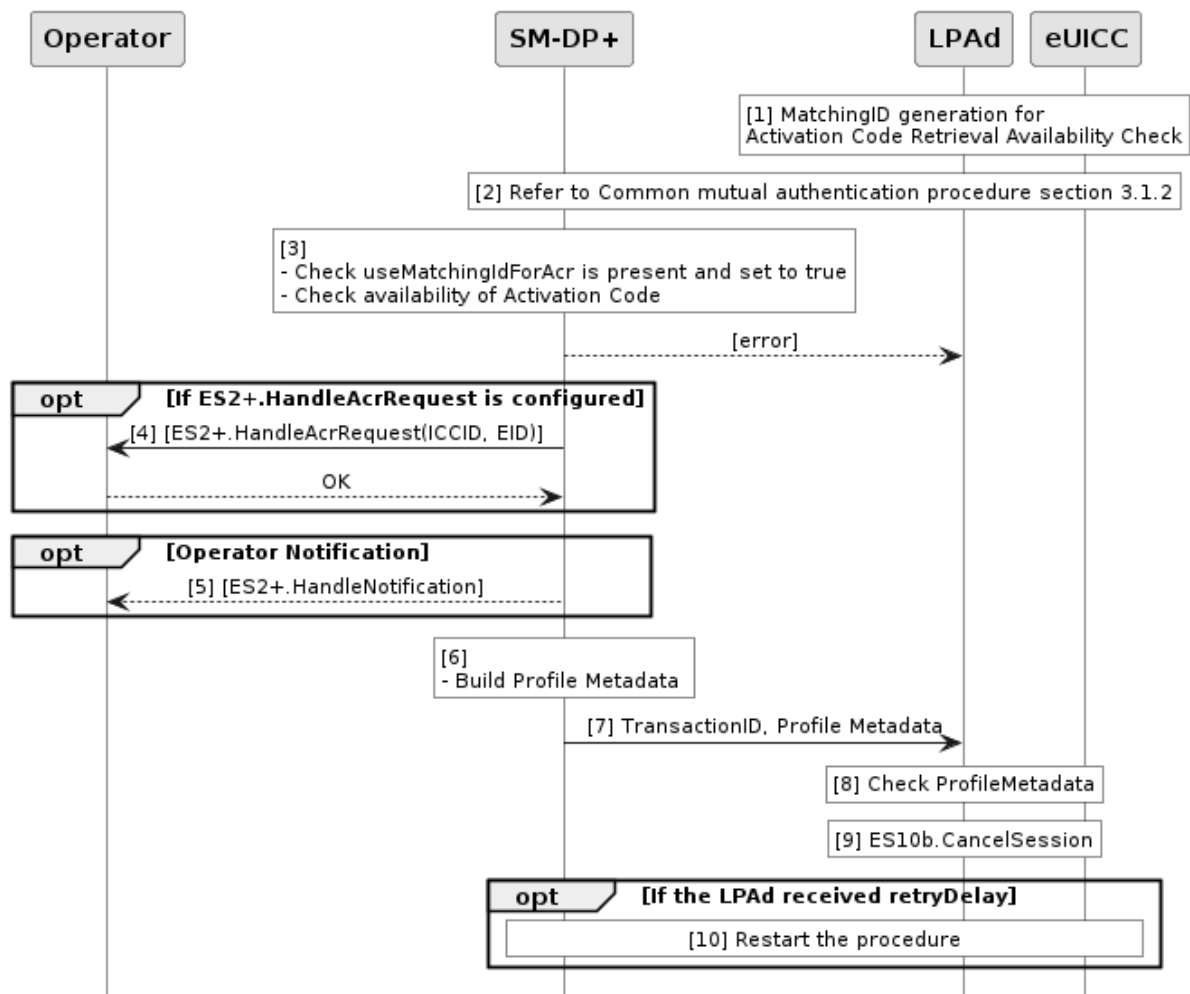 Operator SM-DP+ LPAd eUICC
[1] MatchingID generation for
Activation Code Retrieval Availability Check
[2] Refer to Common mutual authentication procedure section 3.1.2
[3]
- Check useMatchingIdForAcr is present and set to true
- Check availability of Activation Code
[error]
opt [If ES2+.HandleAcrRequest is configured]
[4] [ES2+.HandleAcrRequest(ICCID, EID)]
OK
opt [Operator Notification]
[5] [ES2+.HandleNotification]
[6]
- Build Profile Metadata
[7] TransactionID, Profile Metadata
[8] Check ProfileMetadata
[9] ES10b.CancelSession
opt [If the LPAd received retryDelay]
[10] Restart the procedure